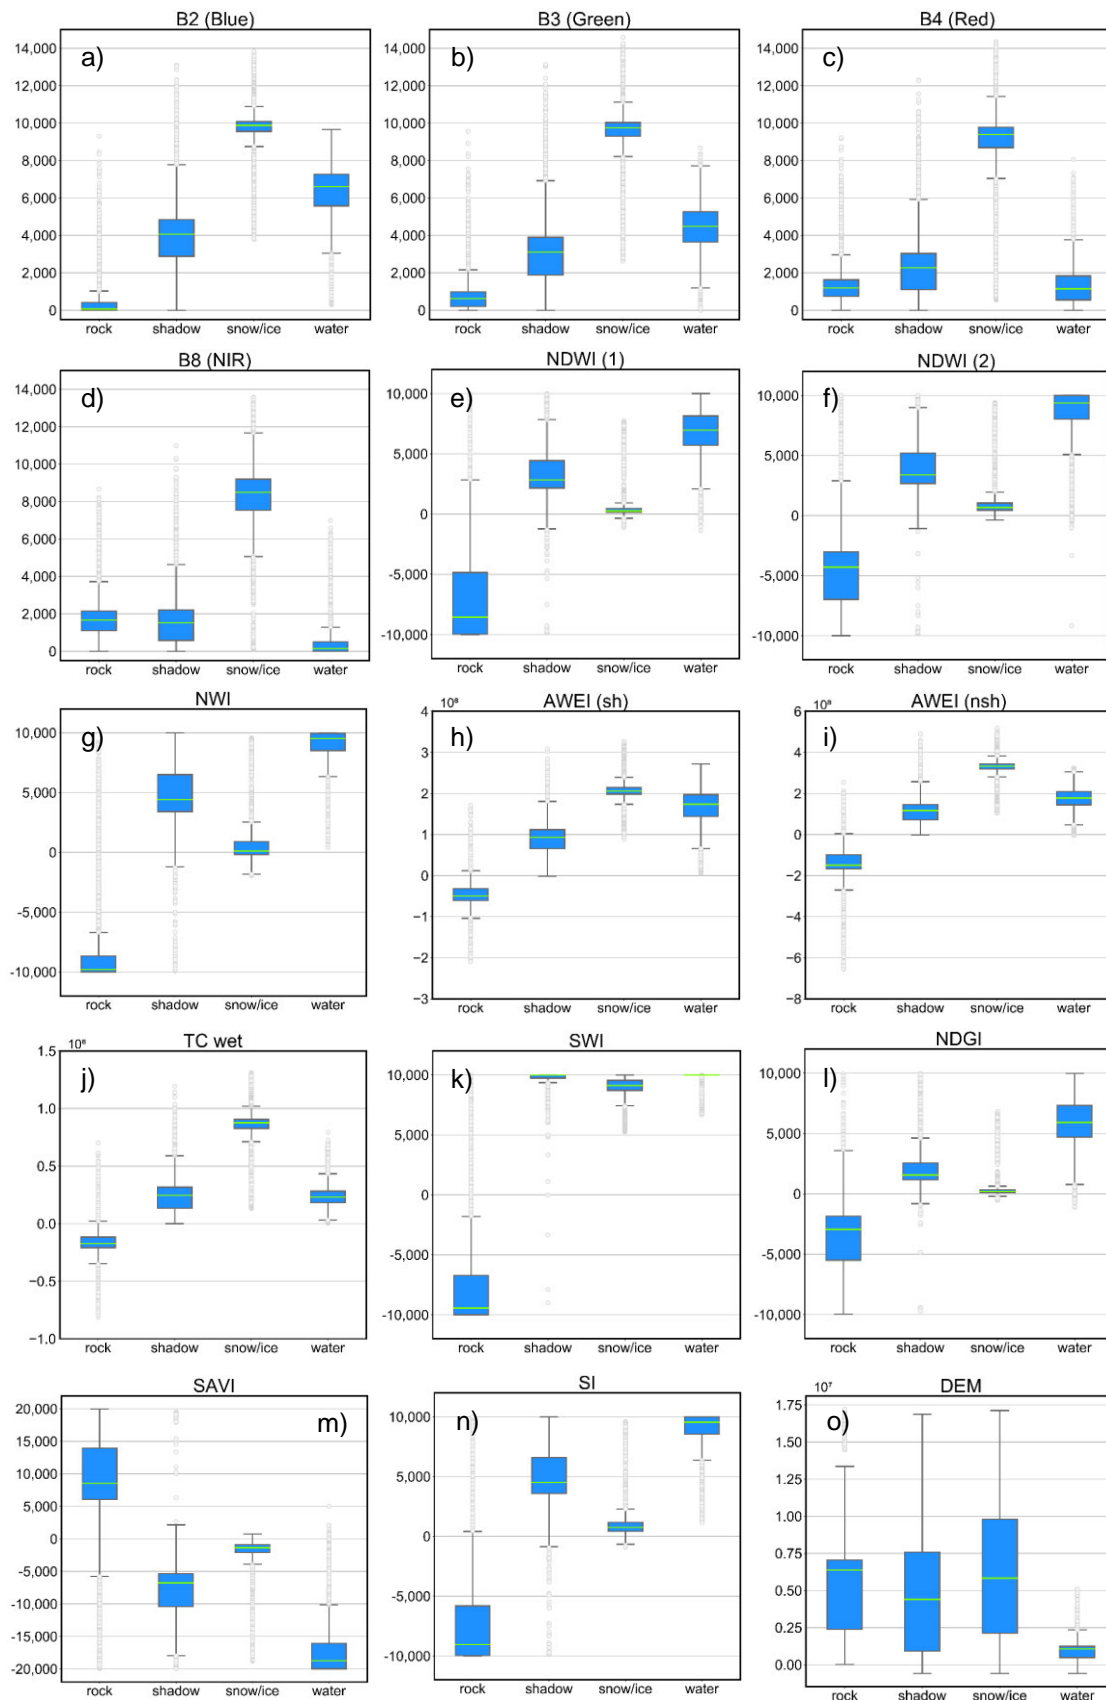 B2 (Blue)
a)
14,000
12,000
10,000
8,000
6,000
4,000
2,000
0
rock shadow snow/ice water
B3 (Green)
b)
14,000
12,000
10,000
8,000
6,000
4,000
2,000
0
rock shadow snow/ice water
B4 (Red)
c)
14,000
12,000
10,000
8,000
6,000
4,000
2,000
0
rock shadow snow/ice water
B8 (NIR)
d)
14,000
12,000
10,000
8,000
6,000
4,000
2,000
0
rock shadow snow/ice water
NDWI (1)
e)
10,000
5,000
0
-5,000
-10,000
rock shadow snow/ice water
NDWI (2)
f)
10,000
5,000
0
-5,000
-10,000
rock shadow snow/ice water
NWI
g)
10,000
5,000
0
-5,000
-10,000
rock shadow snow/ice water
AWEI (sh)
10⁸
h)
4
3
2
1
0
−1
−2
−3
rock shadow snow/ice water
AWEI (nsh)
10⁸
i)
6
4
2
0
−2
−4
−6
−8
rock shadow snow/ice water
TC wet
10⁸
j)
1.5
1.0
0.5
0.0
−0.5
−1.0
rock shadow snow/ice water
SWI
k)
10,000
5,000
0
-5,000
-10,000
rock shadow snow/ice water
NDGI
l)
10,000
5,000
0
-5,000
-10,000
rock shadow snow/ice water
SAVI
m)
20,000
15,000
10,000
5,000
0
-5,000
-10,000
-15,000
-20,000
rock shadow snow/ice water
SI
n)
10,000
5,000
0
-5,000
-10,000
rock shadow snow/ice water
DEM
10⁷
o)
1.75
1.50
1.25
1.00
0.75
0.50
0.25
0.00
rock shadow snow/ice water